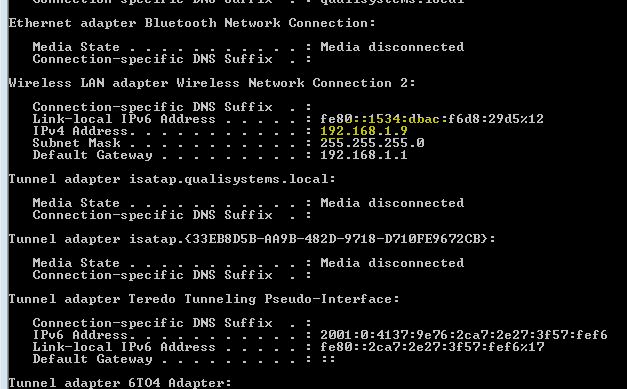 Connection-specific DNS Suffix  . : qualisystems.local
Ethernet adapter Bluetooth Network Connection:
Media State . . . . . . . . . . . : Media disconnected
Connection-specific DNS Suffix  . :
Wireless LAN adapter Wireless Network Connection 2:
Connection-specific DNS Suffix  . :
Link-local IPv6 Address . . . . . : fe80::1534:dbac:f6d8:29d5%12
IPv4 Address. . . . . . . . . . . : 192.168.1.9
Subnet Mask . . . . . . . . . . . : 255.255.255.0
Default Gateway . . . . . . . . . : 192.168.1.1
Tunnel adapter isatap.qualisystems.local:
Media State . . . . . . . . . . . : Media disconnected
Connection-specific DNS Suffix  . :
Tunnel adapter isatap.{33EB8D5B-AA9B-482D-9718-D710FE9672CB}:
Media State . . . . . . . . . . . : Media disconnected
Connection-specific DNS Suffix  . :
Tunnel adapter Teredo Tunneling Pseudo-Interface:
Connection-specific DNS Suffix  . :
IPv6 Address. . . . . . . . . . . : 2001:0:4137:9e76:2ca7:2e27:3f57:fef6
Link-local IPv6 Address . . . . . : fe80::2ca7:2e27:3f57:fef6%17
Default Gateway . . . . . . . . . : ::
Tunnel adapter 6TO4 Adapter: